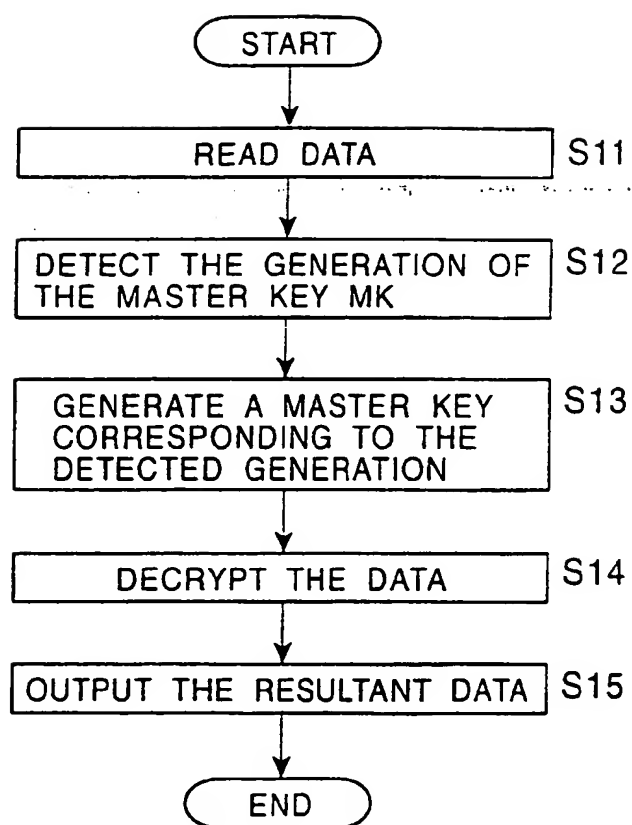 START
READ DATA S11
DETECT THE GENERATION OF S12
THE MASTER KEY MK
GENERATE A MASTER KEY S13
CORRESPONDING TO THE
DETECTED GENERATION
DECRYPT THE DATA S14
OUTPUT THE RESULTANT DATA S15
END